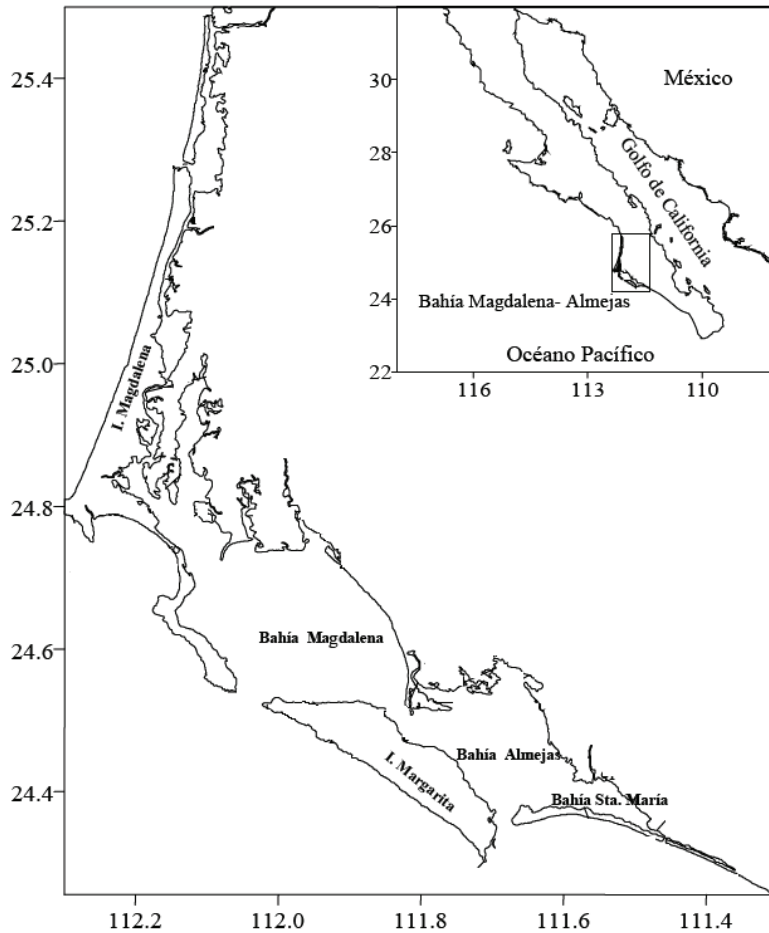 25.4
25.2
25.0
24.8
24.6
24.4
112.2
112.0
111.8
111.6
111.4
I. Magdalena
Bahía Magdalena
I. Margarita
Bahía Almejas
Bahía Sta. María
30
28
26
24
22
116
113
110
México
Golfo de California
Bahía Magdalena- Almejas
Océano Pacífico